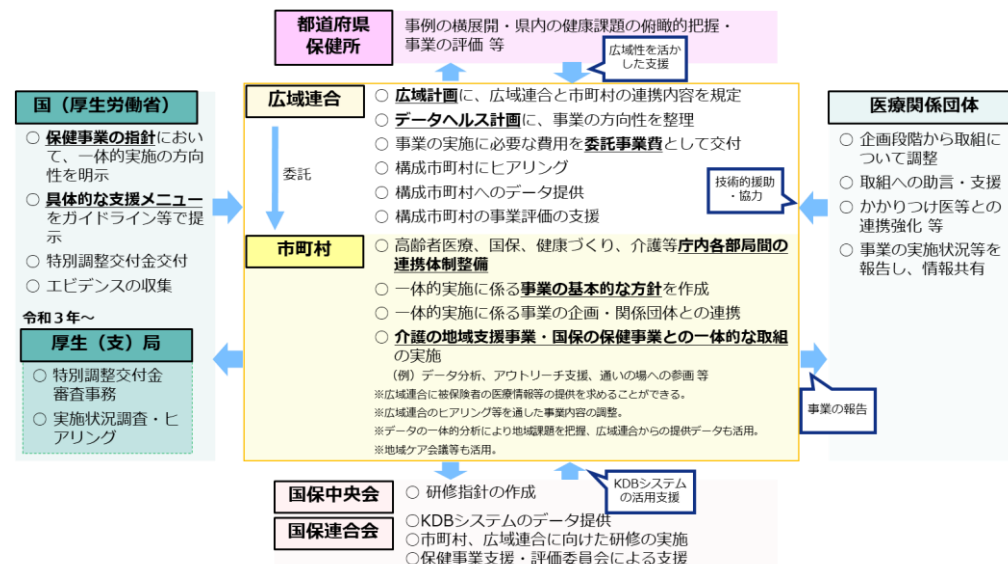 都道府県
保健所
事例の横展開・県内の健康課題の俯瞰的把握・
事業の評価 等
広域性を活か
した支援
国（厚生労働省）
○ 保健事業の指針におい
て、一体的実施の方向
性を明示
○ 具体的な支援メニュー
をガイドライン等で提
示
○ 特別調整交付金交付
○ エビデンスの収集
令和３年～
厚生（支）局
○ 特別調整交付金
審査事務
○ 実施状況調査・ヒ
アリング
広域連合
○ 広域計画に、広域連合と市町村の連携内容を規定
○ データヘルス計画に、事業の方向性を整理
○ 事業の実施に必要な費用を委託事業費として交付
○ 構成市町村にヒアリング
○ 構成市町村へのデータ提供
○ 構成市町村の事業評価の支援
委託
市町村
○ 高齢者医療、国保、健康づくり、介護等庁内各部局間の
連携体制整備
○ 一体的実施に係る事業の基本的な方針を作成
○ 一体的実施に係る事業の企画・関係団体との連携
○ 介護の地域支援事業・国保の保健事業との一体的な取組
の実施
（例）データ分析、アウトリーチ支援、通いの場への参画 等
※広域連合に被保険者の医療情報等の提供を求めることができる。
※広域連合のヒアリング等を通した事業内容の調整。
※データの一体的分析により地域課題を把握、広域連合からの提供データも活用。
※地域ケア会議等も活用。
技術的援助
・協力
医療関係団体
○ 企画段階から取組に
ついて調整
○ 取組への助言・支援
○ かかりつけ医等との
連携強化 等
○ 事業の実施状況等を
報告し、情報共有
事業の報告
国保中央会
○ 研修指針の作成
KDBシステム
の活用支援
国保連合会
○KDBシステムのデータ提供
○市町村、広域連合に向けた研修の実施
○保健事業支援・評価委員会による支援